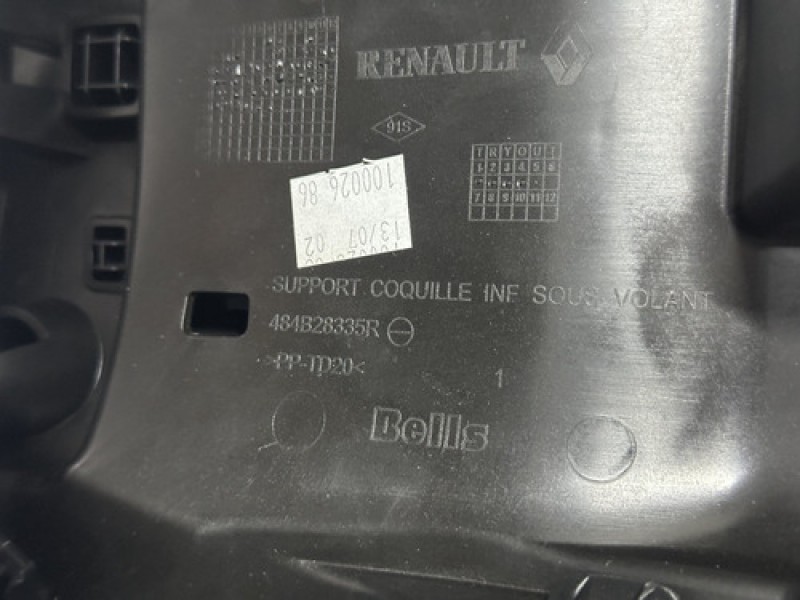 RENAULT
91S
TRYOUT
1 2 3 4 5 6
7 8 9 10 11 12
100026 86
13/07 02
SUPPORT COQUILLE INF SOUS VOLANT
484B28335R
>PP-TD20<
1
Bells